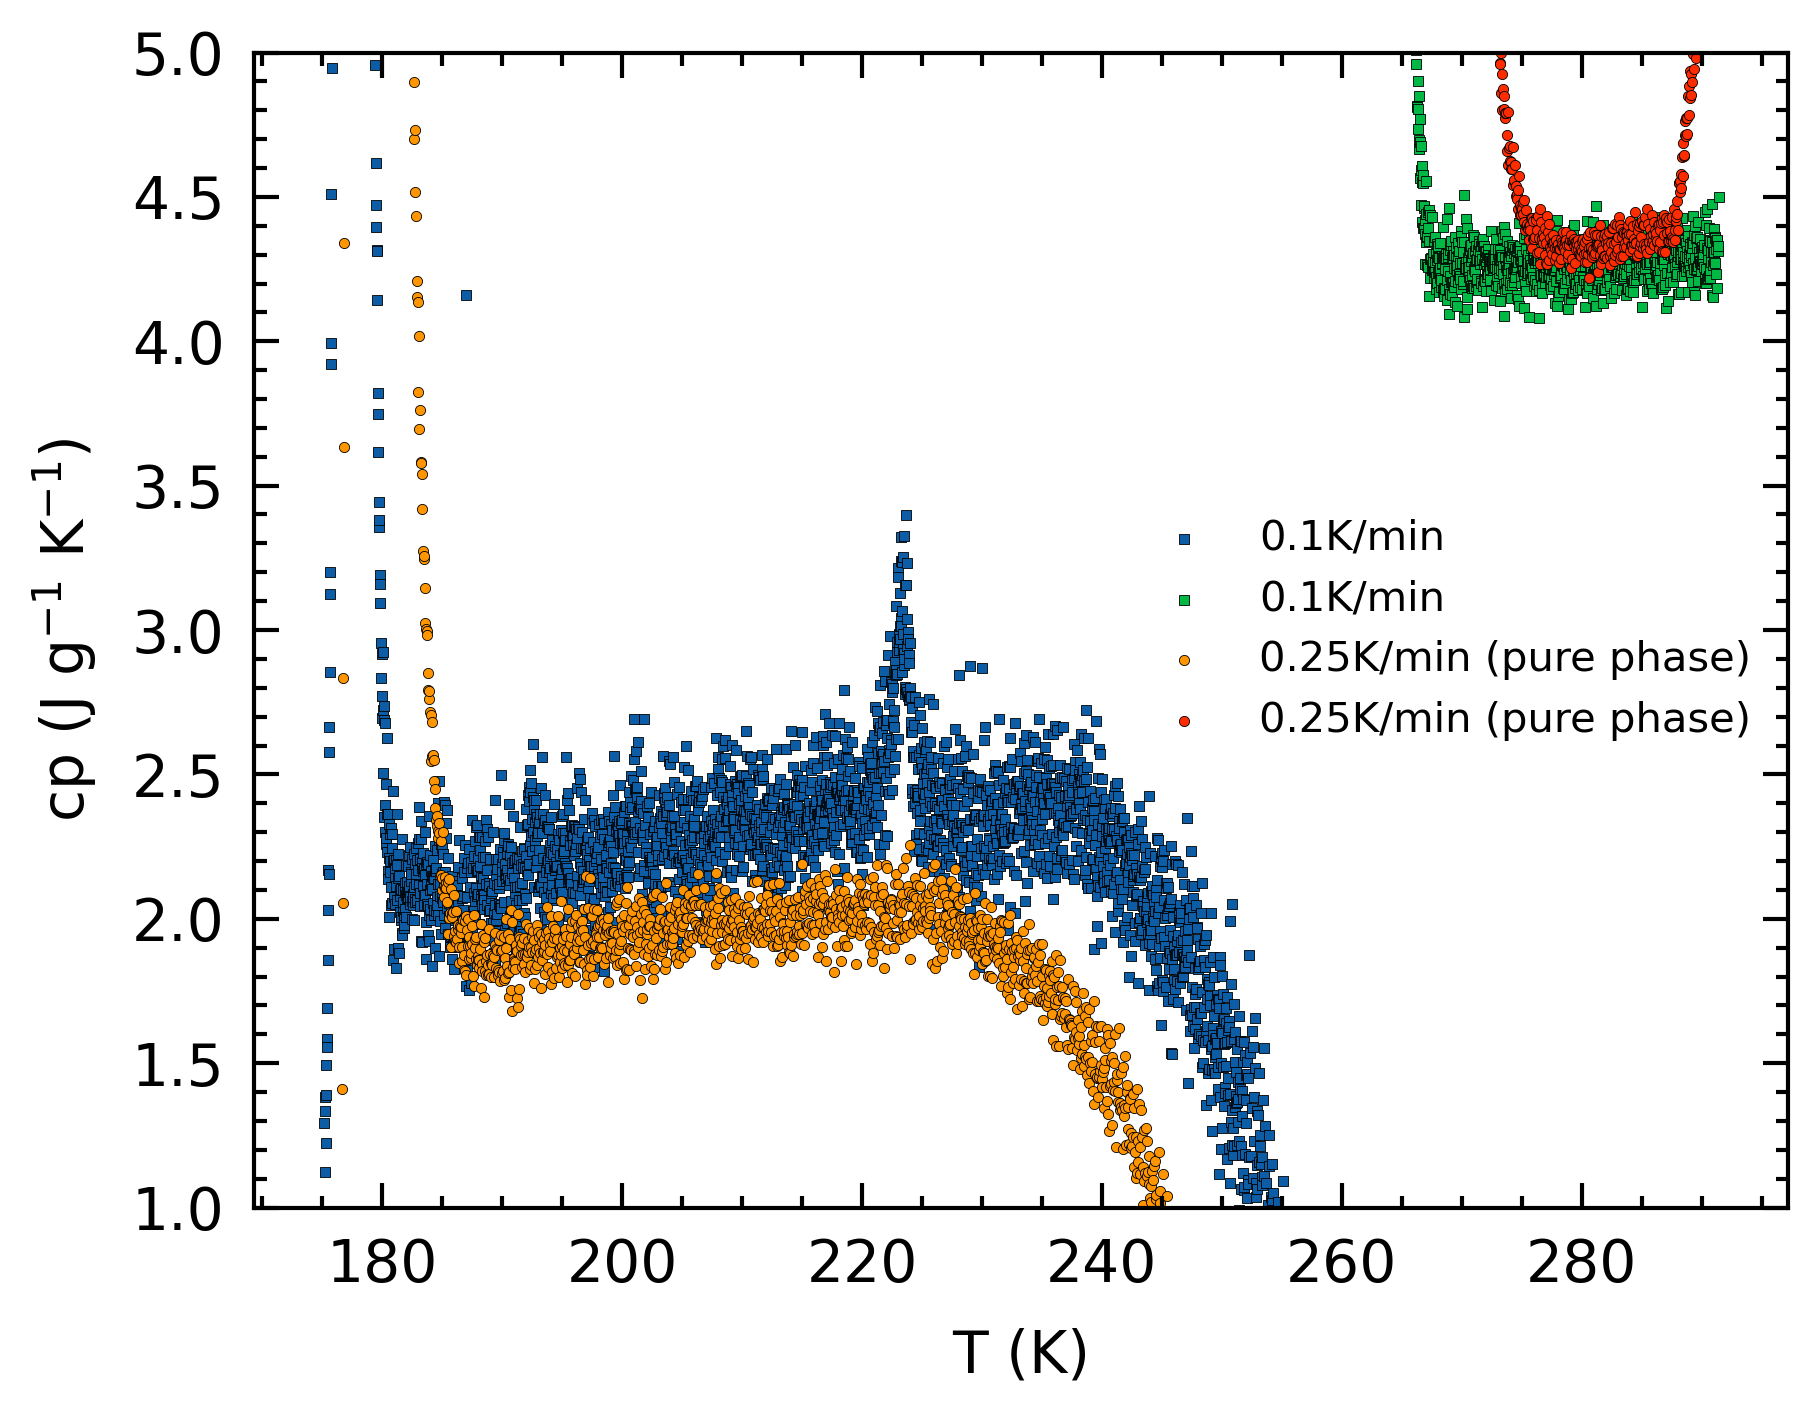 5.0
4.5
4.0
3.5
3.0
2.5
2.0
1.5
1.0
cp (J g⁻¹ K⁻¹)
0.1K/min
0.1K/min
0.25K/min (pure phase)
0.25K/min (pure phase)
180 200 220 240 260 280
T (K)